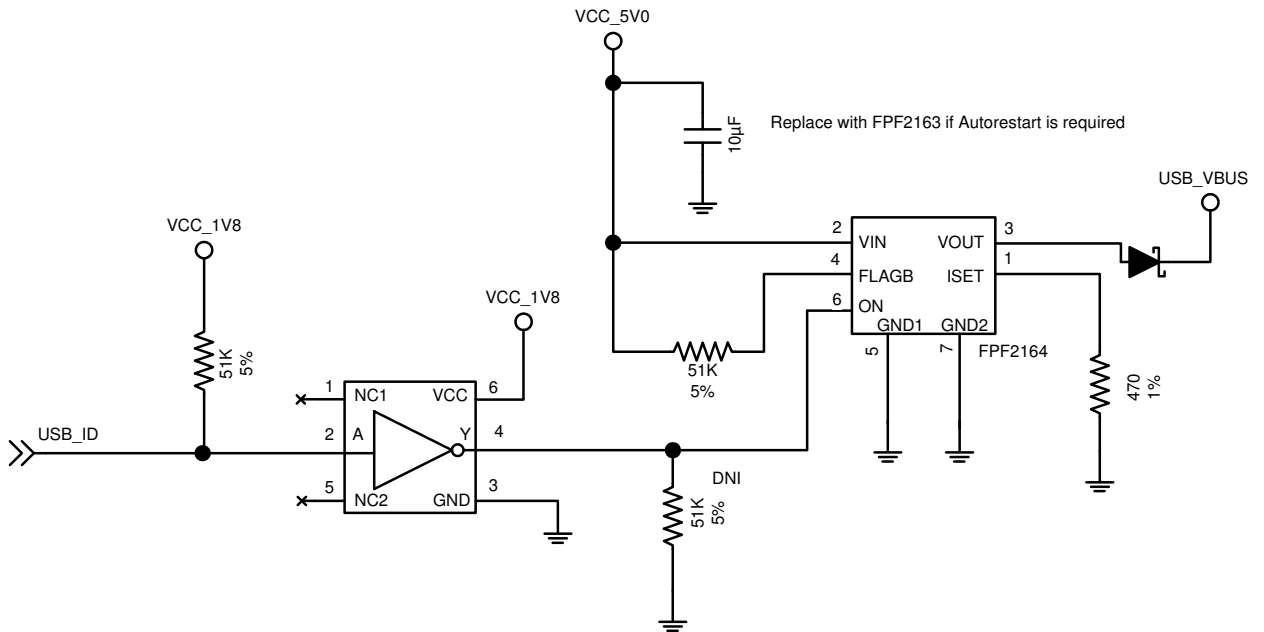 VCC_5V0
10µF
Replace with FPF2163 if Autorestart is required
USB_VBUS
VCC_1V8
2
VIN
VOUT
3
4
FLAGB
ISET
1
6
ON
GND1
GND2
5
7
FPF2164
VCC_1V8
51K
5%
51K
5%
470
1%
1
NC1
VCC
6
USB_ID
2
A
Y
4
5
NC2
GND
3
DNI
51K
5%